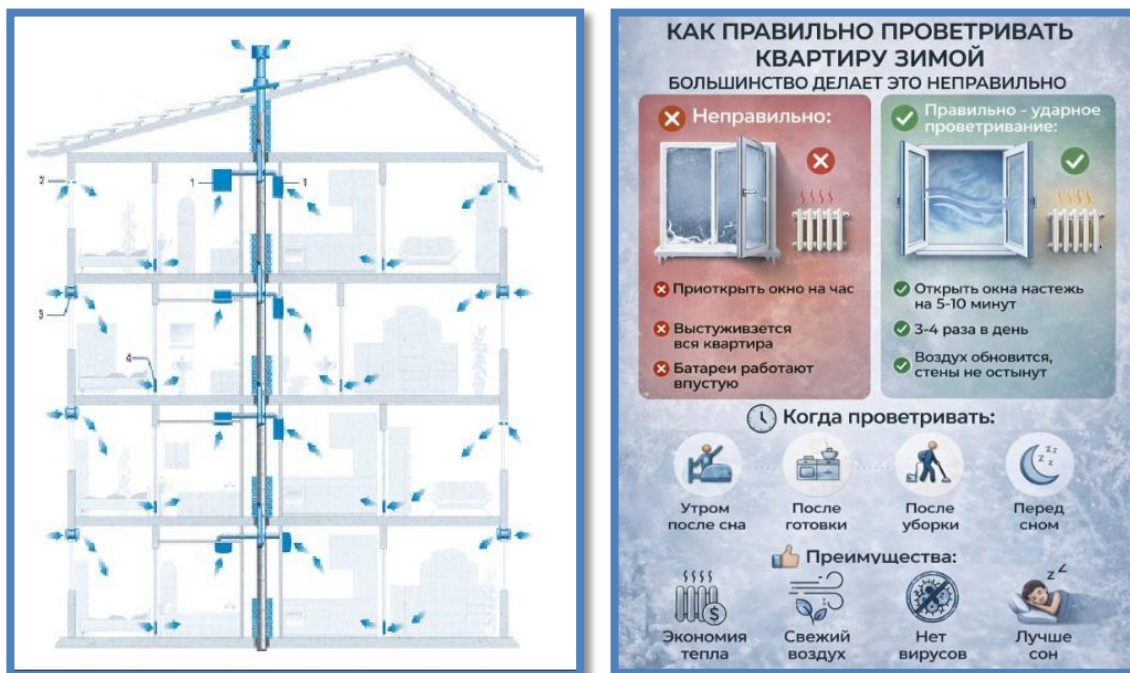 1
1
2
3
4
КАК ПРАВИЛЬНО ПРОВЕТРИВАТЬ
КВАРТИРУ ЗИМОЙ
БОЛЬШИНСТВО ДЕЛАЕТ ЭТО НЕПРАВИЛЬНО
Неправильно:
Приоткрыть окно на час
Выстуживзется
вся квартира
Батареи работают
впустую
Правильно - ударное
проветривание:
Открыть окна настежь
на 5-10 минут
3-4 раза в день
Воздух обновится,
стены не остынут
Когда проветривать:
Утром
после сна
После
готовки
После
уборки
Перед
сном
zzz
Преимущества:
Экономия
тепла
$
Свежий
воздух
Нет
вирусов
Лучше
сон
zz